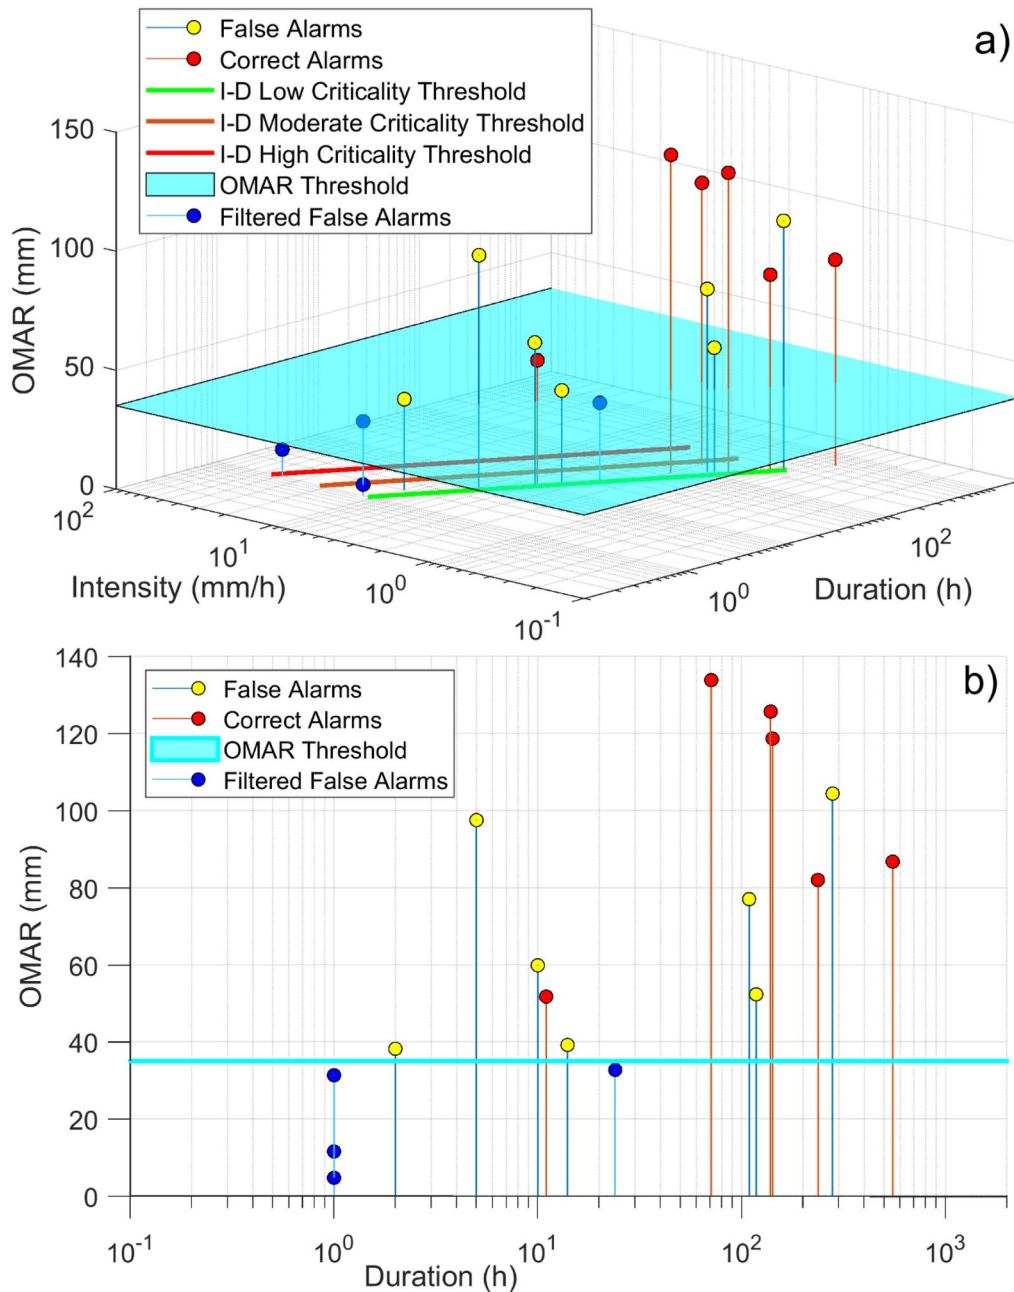 a)
False Alarms
Correct Alarms
I-D Low Criticality Threshold
I-D Moderate Criticality Threshold
I-D High Criticality Threshold
OMAR Threshold
Filtered False Alarms
150
100
50
0
OMAR (mm)
10^2
10^1
10^0
10^-1
Intensity (mm/h)
10^0
10^2
Duration (h)
b)
False Alarms
Correct Alarms
OMAR Threshold
Filtered False Alarms
140
120
100
80
60
40
20
0
OMAR (mm)
10^-1 10^0 10^1 10^2 10^3
Duration (h)